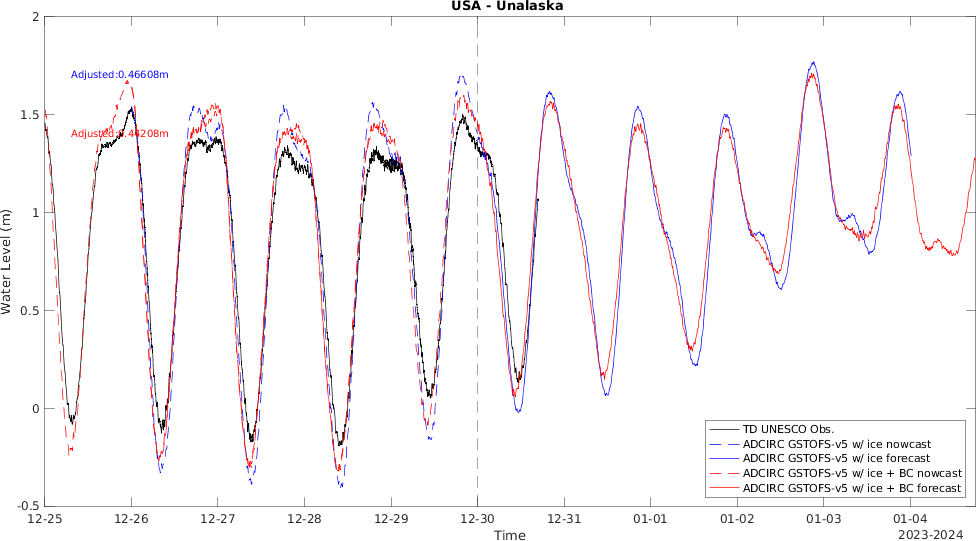 USA - Unalaska
2
1.5
1
0.5
0
-0.5
Water Level (m)
Adjusted:0.46608m
Adjusted:0.44208m
TD UNESCO Obs.
ADCIRC GSTOFS-v5 w/ ice nowcast
ADCIRC GSTOFS-v5 w/ ice forecast
ADCIRC GSTOFS-v5 w/ ice + BC nowcast
ADCIRC GSTOFS-v5 w/ ice + BC forecast
12-25 12-26 12-27 12-28 12-29 12-30 12-31 01-01 01-02 01-03 01-04
Time
2023-2024